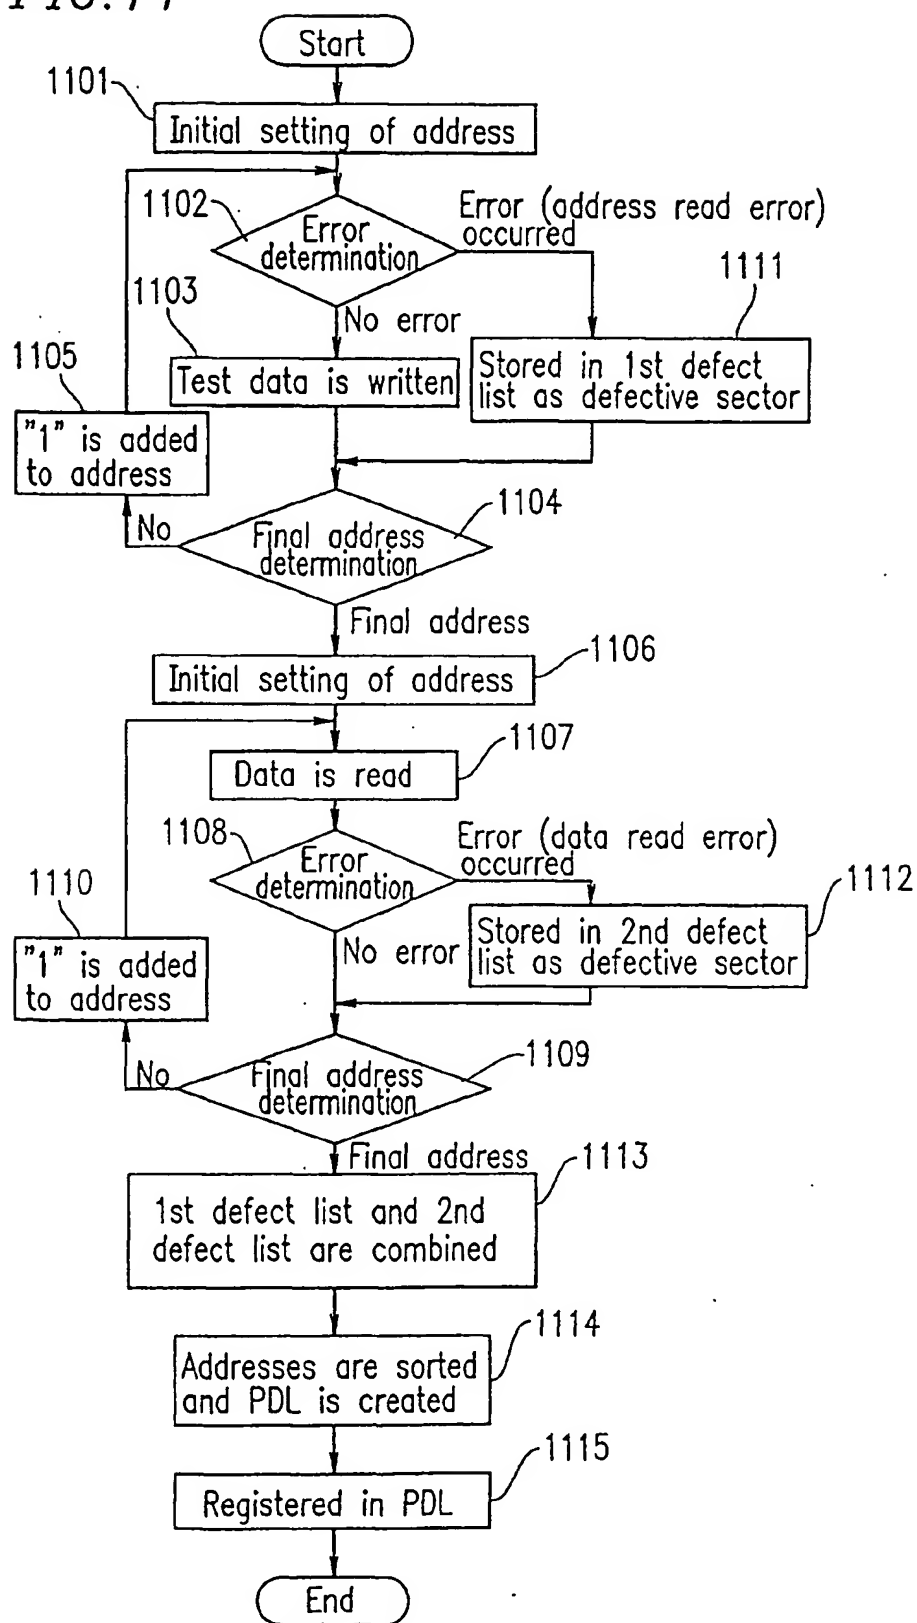 Start
1101
Initial setting of address
1102
Error
determination
Error (address read error)
occurred
1111
1103
No error
1105
Test data is written
Stored in 1st defect
list as defective sector
"1" is added
to address
1104
No
Final address
determination
Final address
1106
Initial setting of address
1107
Data is read
1108
Error
determination
Error (data read error)
occurred
1112
1110
No error
Stored in 2nd defect
list as defective sector
"1" is added
to address
1109
No
Final address
determination
Final address
1113
1st defect list and 2nd
defect list are combined
1114
Addresses are sorted
and PDL is created
1115
Registered in PDL
End